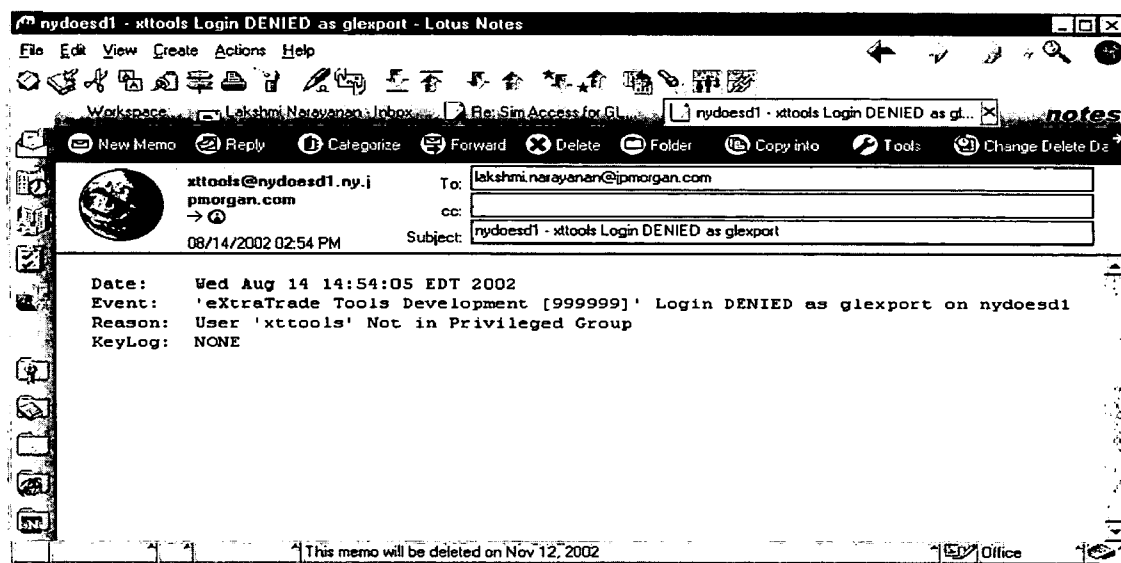 nydoesd1 - xttools Login DENIED as glexport - Lotus Notes
File Edit View Create Actions Help
Workspace Lakshmi Narayanan - Inbox Re: Sim Access for GL nydoesd1 - xttools Login DENIED as gl... notes
New Memo Reply Categorize Forward Delete Folder Copy into Tools Change Delete Da
xttools@nydoesd1.ny.j
pmorgan.com
08/14/2002 02:54 PM
To: lakshmi.narayanan@jpmorgan.com
cc:
Subject: nydoesd1 - xttools Login DENIED as glexport
Date: Wed Aug 14 14:54:05 EDT 2002
Event: 'eXtraTrade Tools Development [999999]' Login DENIED as glexport on nydoesd1
Reason: User 'xttools' Not in Privileged Group
KeyLog: NONE
This memo will be deleted on Nov 12, 2002 Office